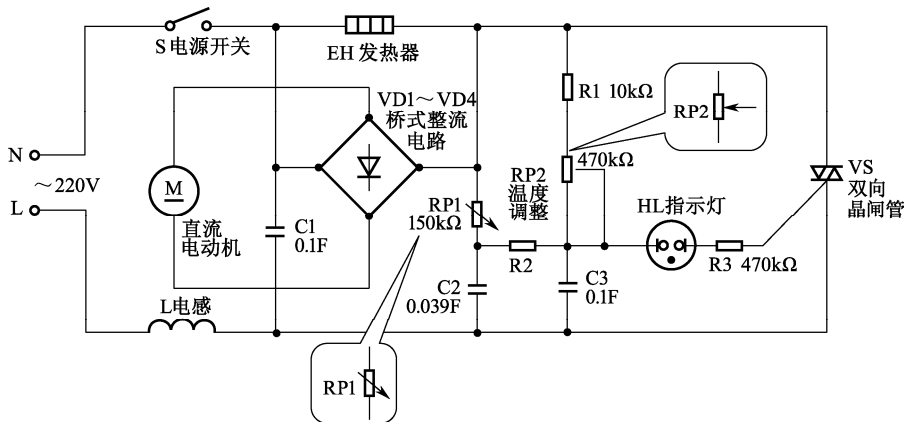 S 电源开关
EH 发热器
VD1～VD4
桥式整流
电路
R1 10kΩ
RP2
N
～220V
L
M
直流
电动机
C1
0.1F
RP1
150kΩ
RP2
温度
调整
470kΩ
R2
HL指示灯
R3 470kΩ
VS
双向
晶闸管
C2
0.039F
C3
0.1F
L电感
RP1